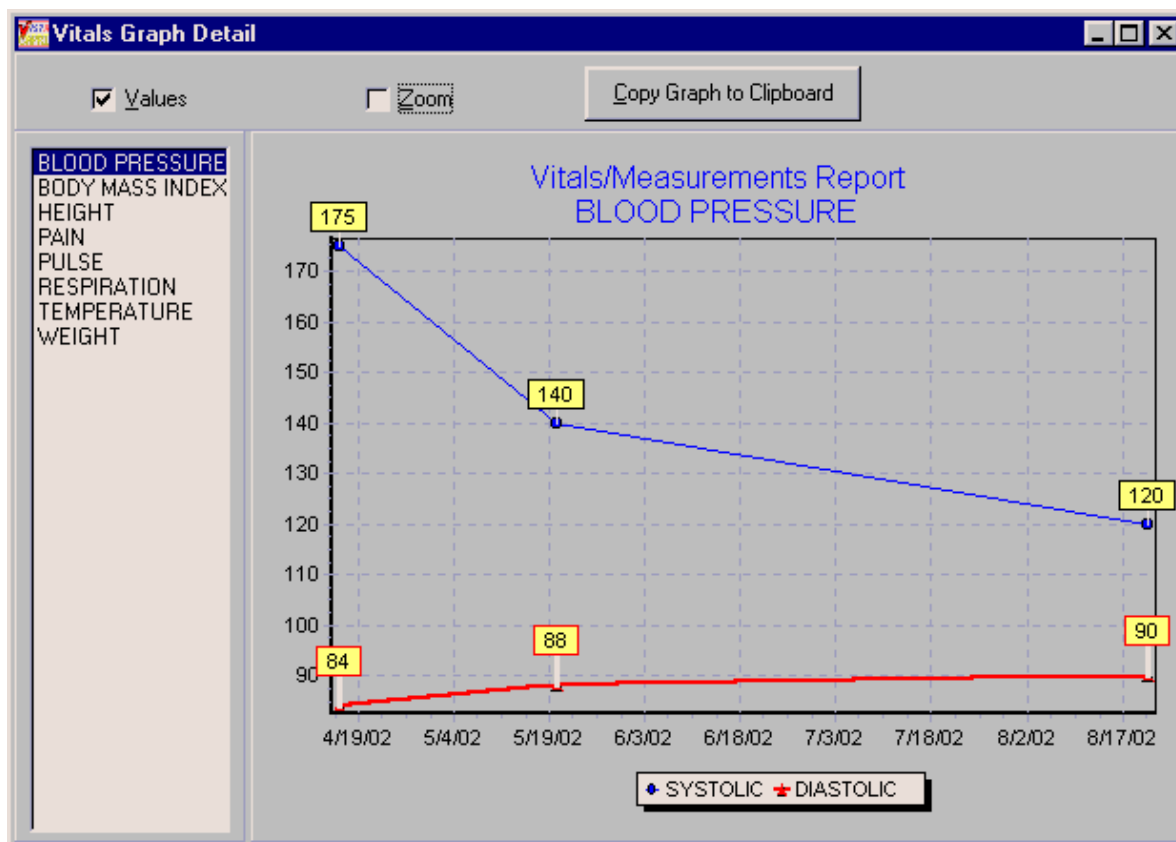 Vitals Graph Detail
Values
Zoom
Copy Graph to Clipboard
BLOOD PRESSURE
BODY MASS INDEX
HEIGHT
PAIN
PULSE
RESPIRATION
TEMPERATURE
WEIGHT
Vitals/Measurements Report
BLOOD PRESSURE
175
170
160
150
140
140
130
120
120
110
100
90
88
84
90
4/19/02 5/4/02 5/19/02 6/3/02 6/18/02 7/3/02 7/18/02 8/2/02 8/17/02
SYSTOLIC DIASTOLIC